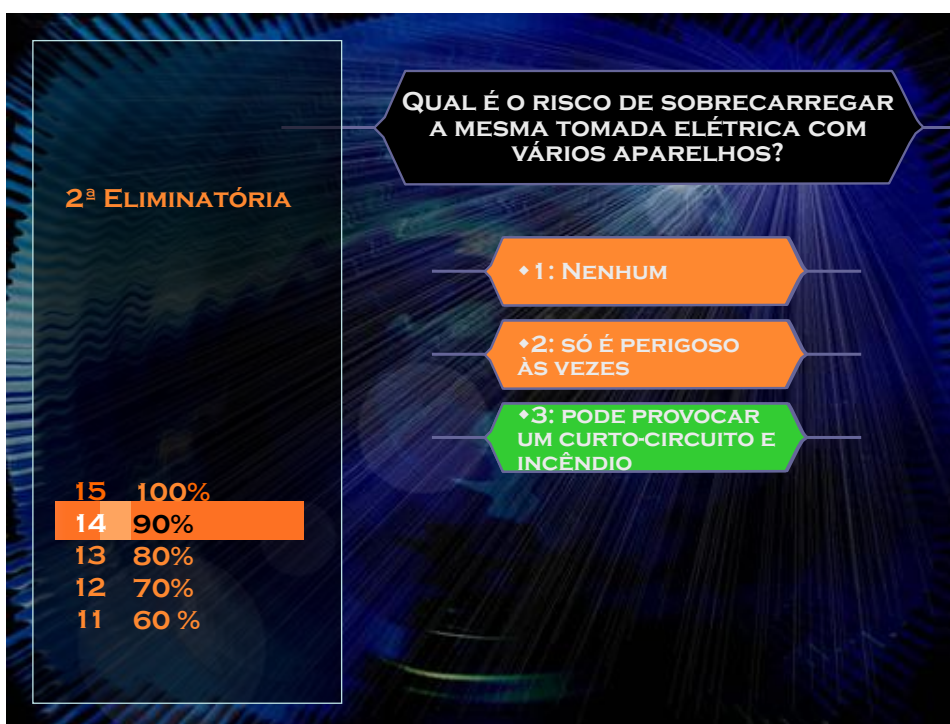 2ª Eliminatória
15 100%
14 90%
13 80%
12 70%
11 60 %
Qual é o risco de sobrecarregar
a mesma tomada elétrica com
vários aparelhos?
◆1: Nenhum
◆2: só é perigoso
às vezes
◆3: pode provocar
um curto-circuito e
incêndio